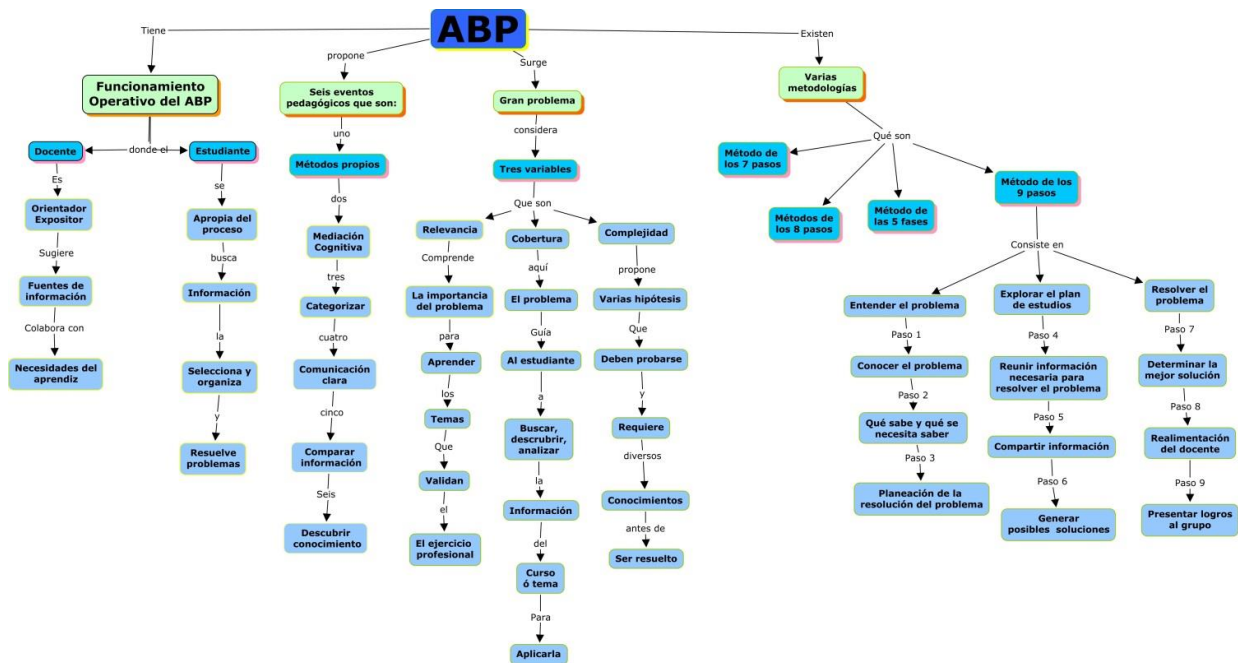 ABP
Tiene
Funcionamiento
Operativo del ABP
donde el
Docente
Es
Orientador
Expositor
Sugiere
Fuentes de
información
Colabora con
Necesidades del
aprendiz
Estudiante
se
Apropia del
proceso
busca
Información
la
Selecciona y
organiza
y
Resuelve
problemas
propone
Seis eventos
pedagógicos que son:
uno
Métodos propios
dos
Mediación
Cognitiva
tres
Categorizar
cuatro
Comunicación
clara
cinco
Comparar
información
Seis
Descubrir
conocimiento
Surge
Gran problema
considera
Tres variables
Que son
Relevancia
Comprende
La importancia
del problema
para
Aprender
los
Temas
Que
Validan
el
El ejercicio
profesional
Cobertura
aquí
El problema
Guía
Al estudiante
a
Buscar,
descrubrir,
analizar
la
Información
del
Curso
ó tema
Para
Aplicarla
Complejidad
propone
Varias hipótesis
Que
Deben probarse
y
Requiere
diversos
Conocimientos
antes de
Ser resuelto
Existen
Varias
metodologías
Qué son
Método de
los 7 pasos
Métodos de
los 8 pasos
Método de
las 5 fases
Método de los
9 pasos
Consiste en
Entender el problema
Paso 1
Conocer el problema
Paso 2
Qué sabe y qué se
necesita saber
Paso 3
Planeación de la
resolución del problema
Explorar el plan
de estudios
Paso 4
Reunir información
necesaria para
resolver el problema
Paso 5
Compartir información
Paso 6
Generar
posibles soluciones
Resolver el
problema
Paso 7
Determinar la
mejor solución
Paso 8
Realimentación
del docente
Paso 9
Presentar logros
al grupo